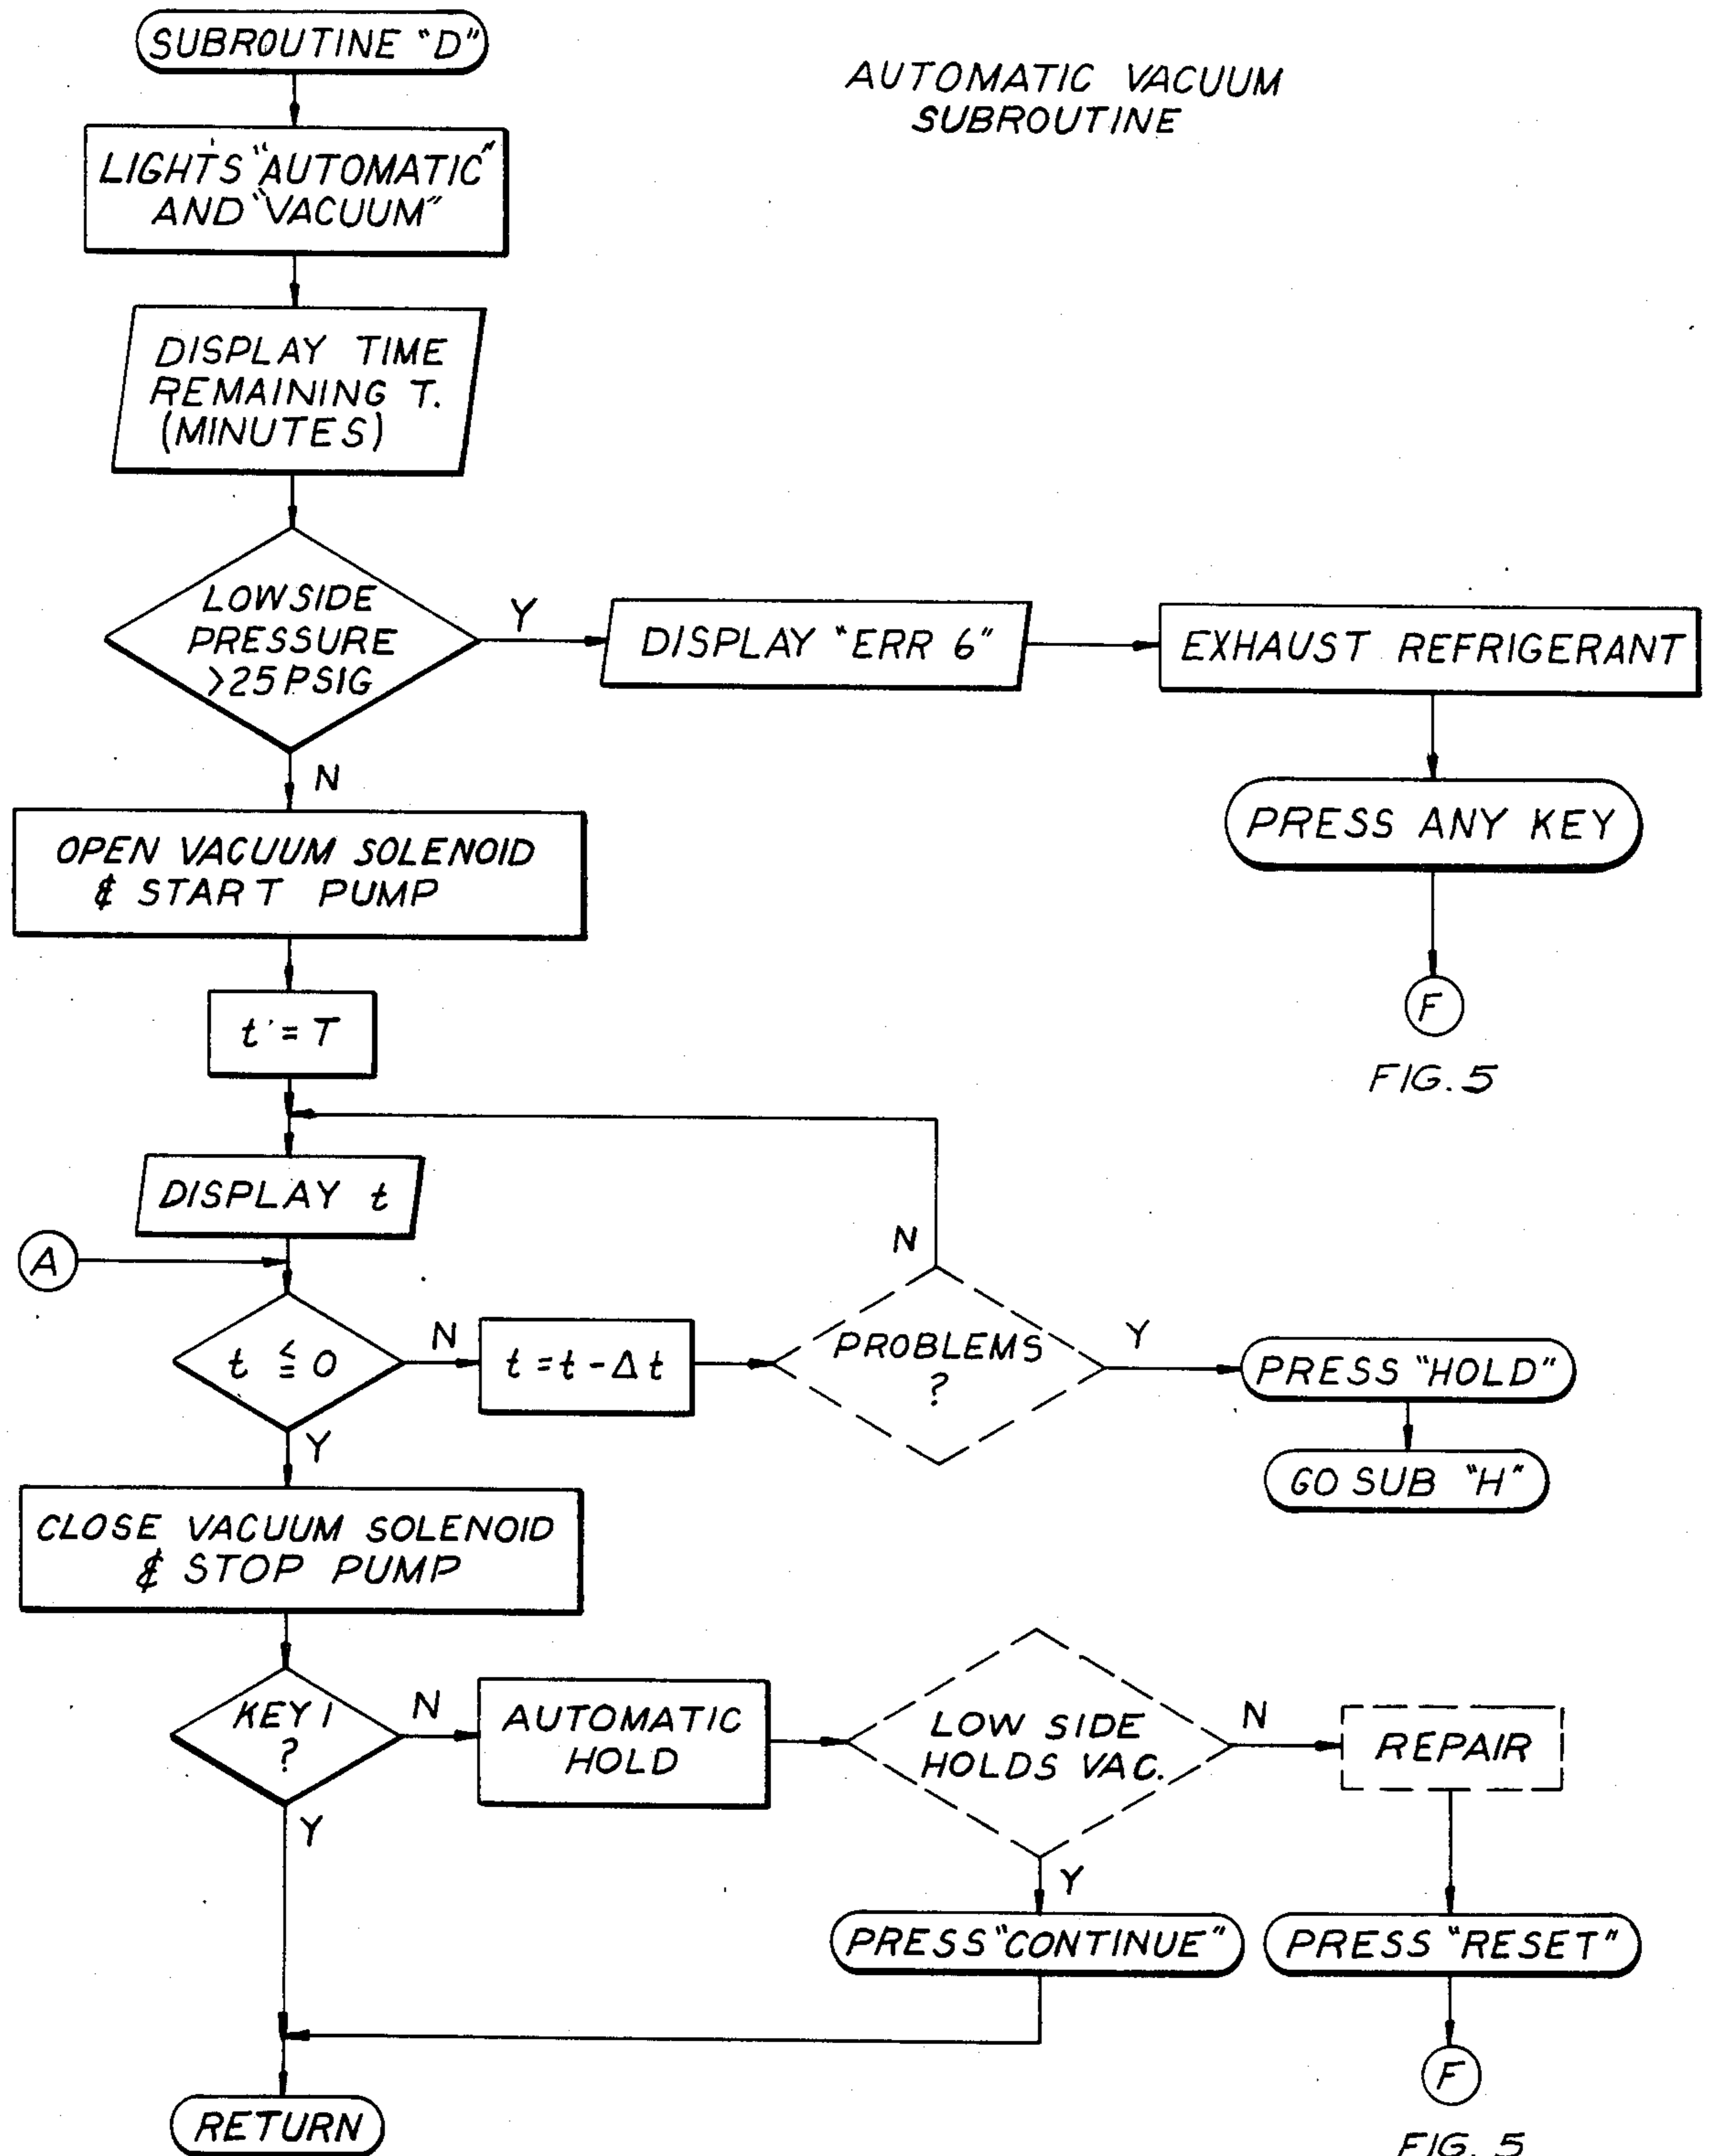 SUBROUTINE "D"
AUTOMATIC VACUUM
SUBROUTINE
LIGHTS "AUTOMATIC"
AND "VACUUM"
DISPLAY TIME
REMAINING T.
(MINUTES)
LOW SIDE
PRESSURE
>25 PSIG
Y
DISPLAY "ERR 6"
EXHAUST REFRIGERANT
N
PRESS ANY KEY
OPEN VACUUM SOLENOID
& START PUMP
F
t = T
FIG. 5
DISPLAY t
A
N
t ≦ 0
N
t = t - Δt
PROBLEMS
?
Y
PRESS "HOLD"
Y
GO SUB "H"
CLOSE VACUUM SOLENOID
& STOP PUMP
KEY 1
?
N
AUTOMATIC
HOLD
LOW SIDE
HOLDS VAC.
N
REPAIR
Y
Y
PRESS "CONTINUE"
PRESS "RESET"
F
RETURN
FIG. 5